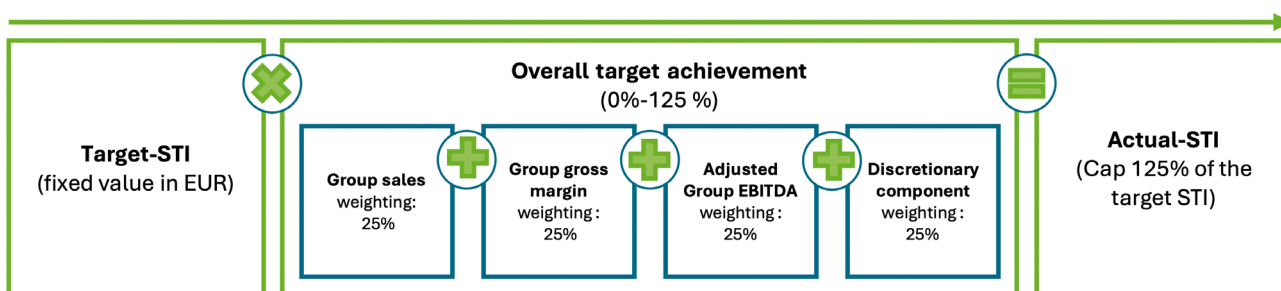 Target-STI
(fixed value in EUR)
Overall target achievement
(0%-125 %)
Group sales
weighting:
25%
Group gross
margin
weighting :
25%
Adjusted
Group EBITDA
weighting :
25%
Discretionary
component
weighting :
25%
Actual-STI
(Cap 125% of the
target STI)